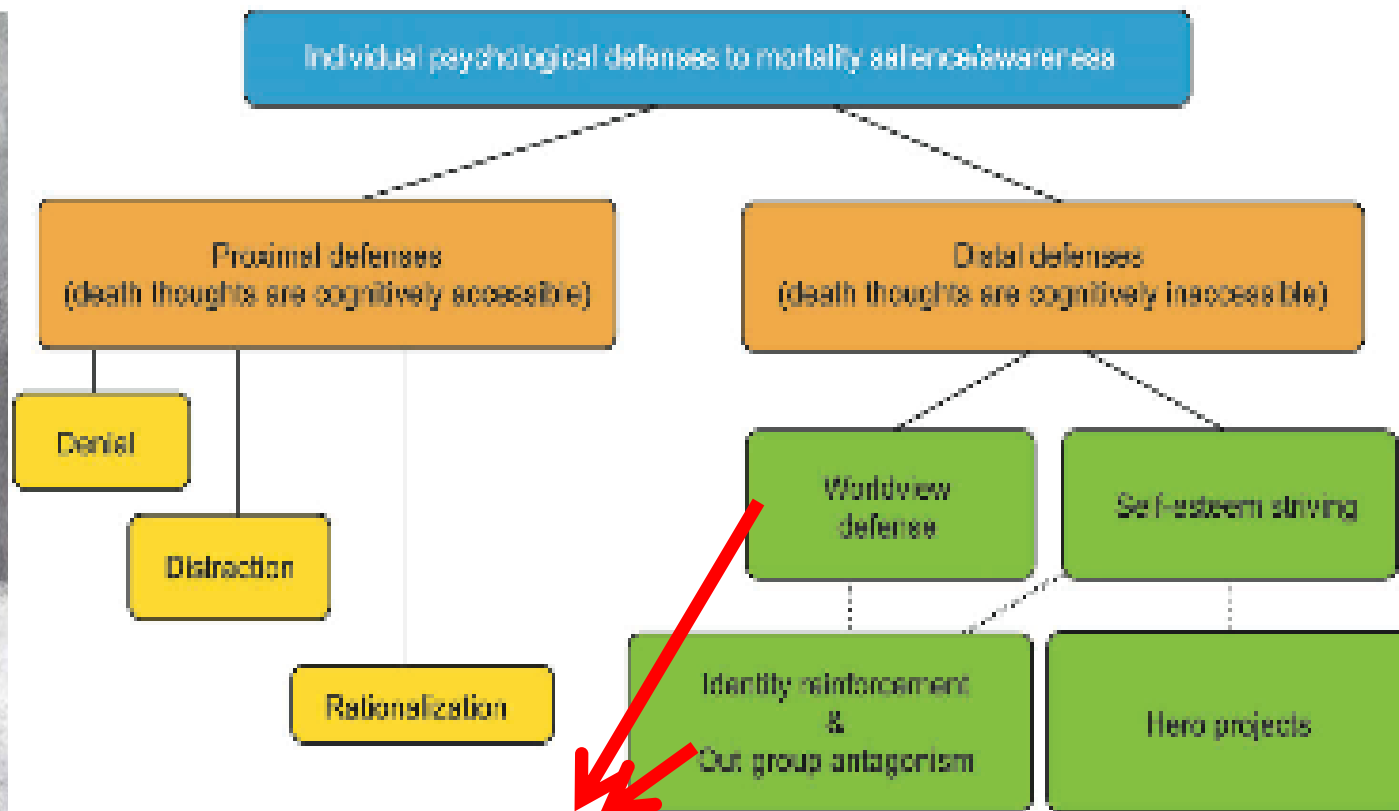 Individual psychological defenses to mortality salience/awareness
Proximal defenses
(death thoughts are cognitively accessible)
Distal defenses
(death thoughts are cognitively inaccessible)
Denial
Distraction
Rationalization
Worldview
defense
Self-esteem striving
Identity reinforcement
&
Out group antagonism
Hero projects